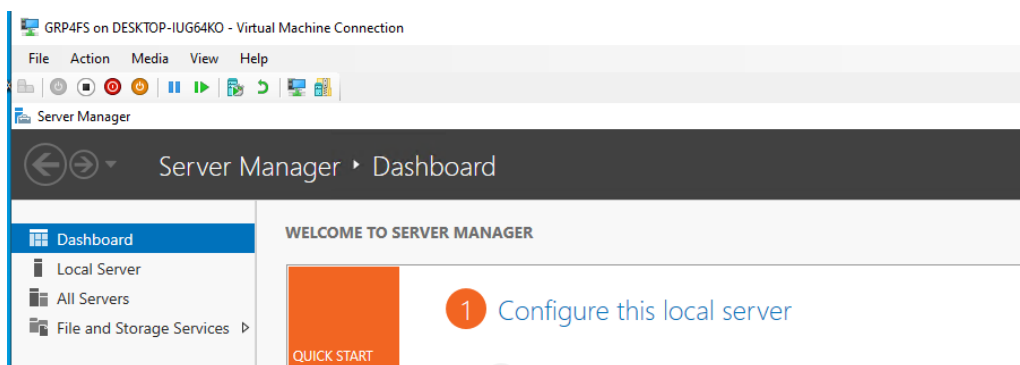 GRP4FS on DESKTOP-IUG64KO - Virtual Machine Connection
File Action Media View Help
Server Manager
Server Manager ‣ Dashboard
Dashboard
Local Server
All Servers
File and Storage Services
WELCOME TO SERVER MANAGER
1 Configure this local server
QUICK START